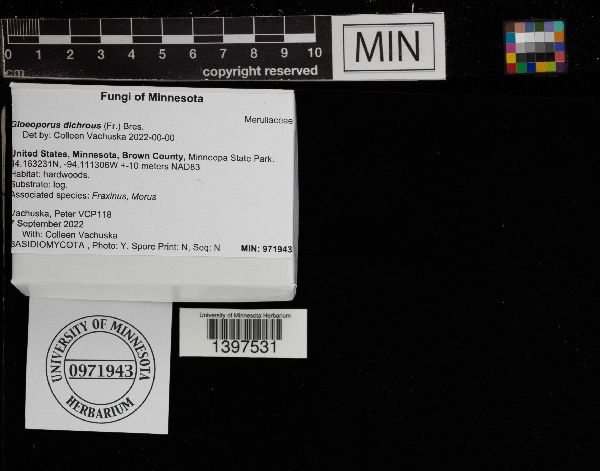 0 1 2 3 4 5 6 7 8 9 10
cm
copyright reserved
MIN
Fungi of Minnesota
Meruliaceae
Gloeoporus dichrous (Fr.) Bres.
Det by: Colleen Vachuska 2022-00-00
United States, Minnesota, Brown County, Minneopa State Park.
44.163231N, -94.111306W +-10 meters NAD83
Habitat: hardwoods.
Substrate: log.
Associated species: Fraxinus, Morus
Vachuska, Peter VCP118
7 September 2022
With: Colleen Vachuska
BASIDIOMYCOTA , Photo: Y. Spore Print: N, Seq: N MIN: 971943
University of Minnesota Herbarium
1397531
UNIVERSITY OF MINNESOTA
0971943
HERBARIUM